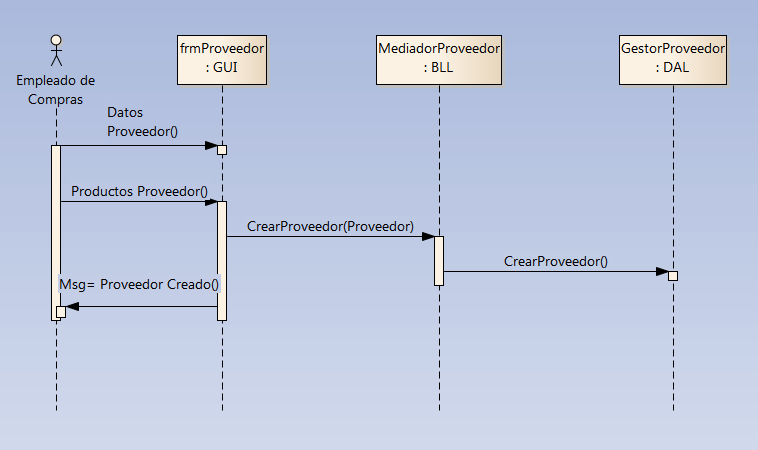 frmProveedor
: GUI
MediadorProveedor
: BLL
GestorProveedor
: DAL
Empleado de
Compras
Datos
Proveedor()
Productos Proveedor()
CrearProveedor(Proveedor)
CrearProveedor()
Msg= Proveedor Creado()